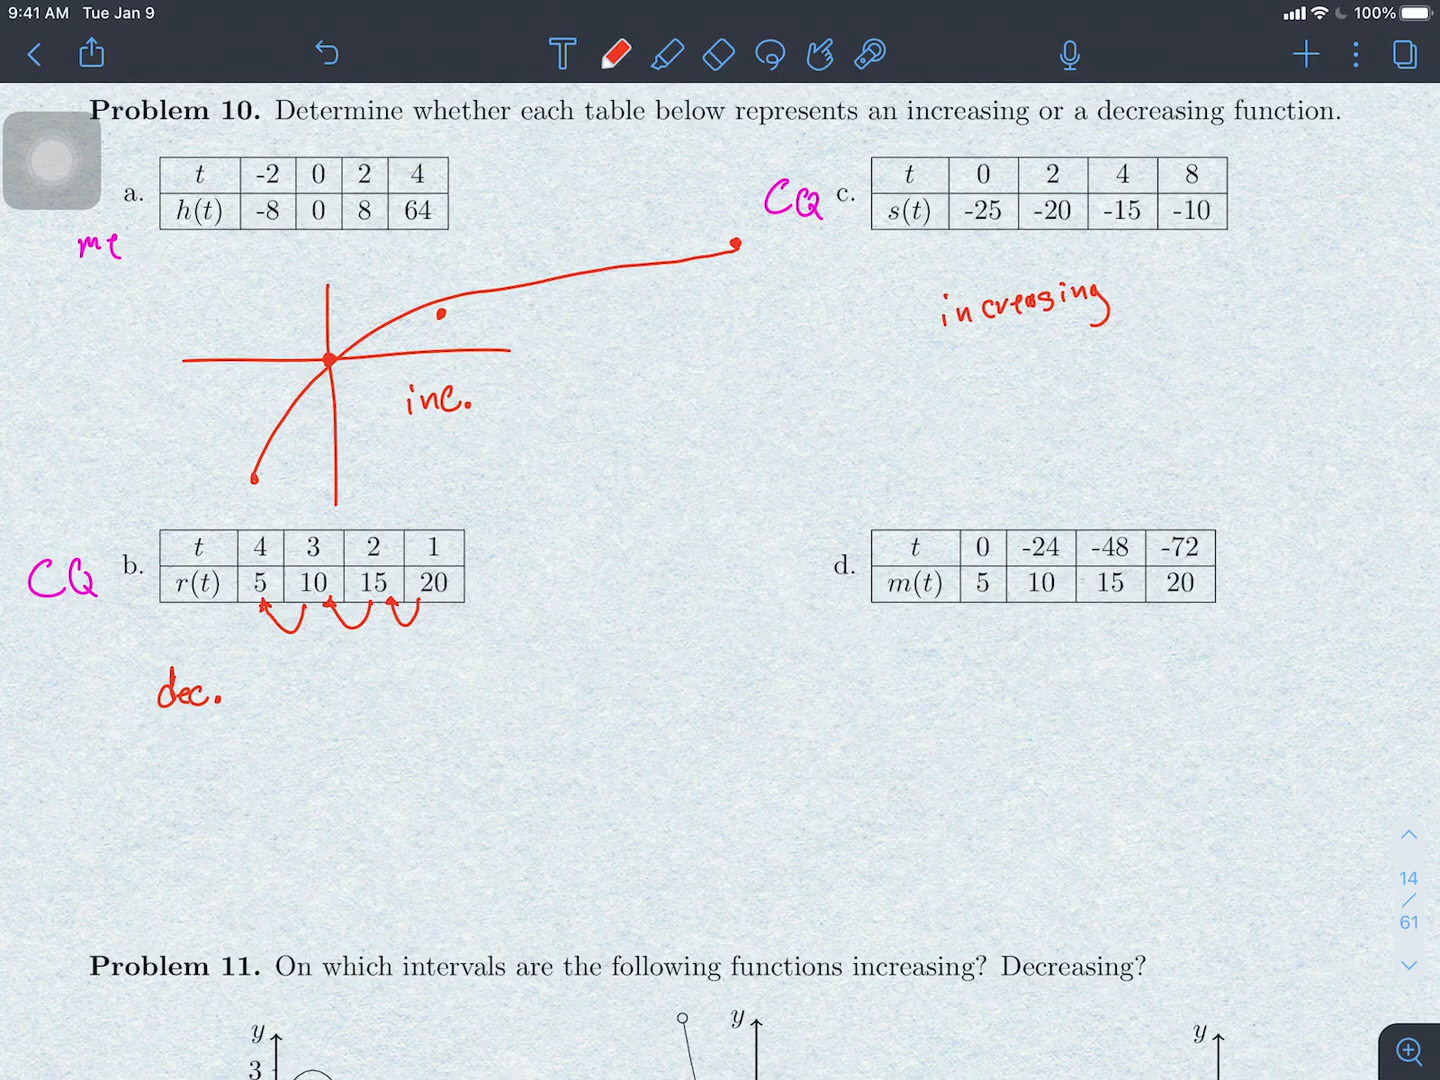 9:41 AM Tue Jan 9
100%
Problem 10. Determine whether each table below represents an increasing or a decreasing function.
a.
t -2 0 2 4
h(t) -8 0 8 64
me
inc.
CQ c.
t 0 2 4 8
s(t) -25 -20 -15 -10
increasing
CQ b.
t 4 3 2 1
r(t) 5 10 15 20
dec.
d.
t 0 -24 -48 -72
m(t) 5 10 15 20
14
/
61
Problem 11. On which intervals are the following functions increasing? Decreasing?
y
3
y
y